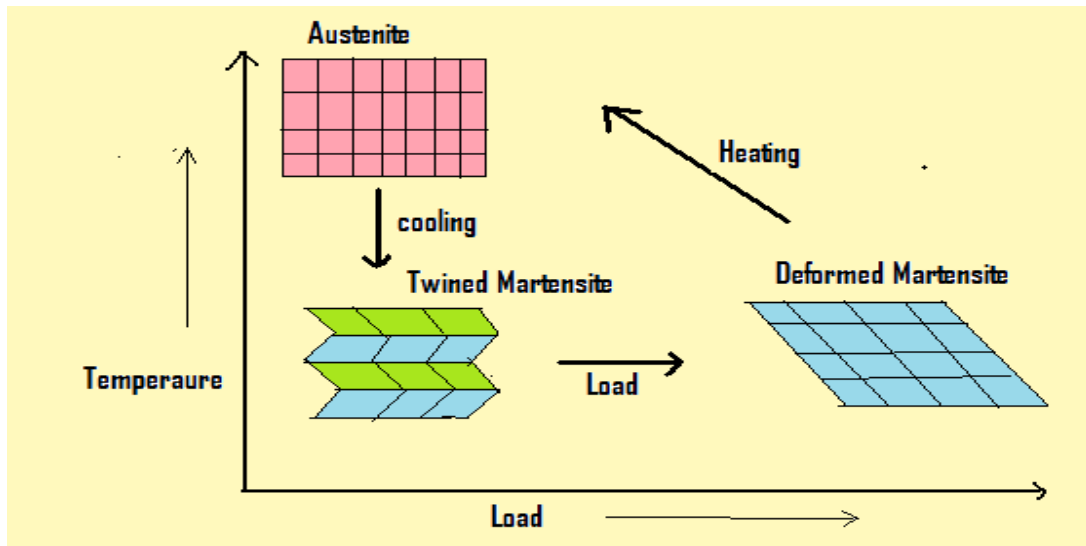 Austenite
Heating
cooling
Twined Martensite
Deformed Martensite
Temperaure
Load
Load